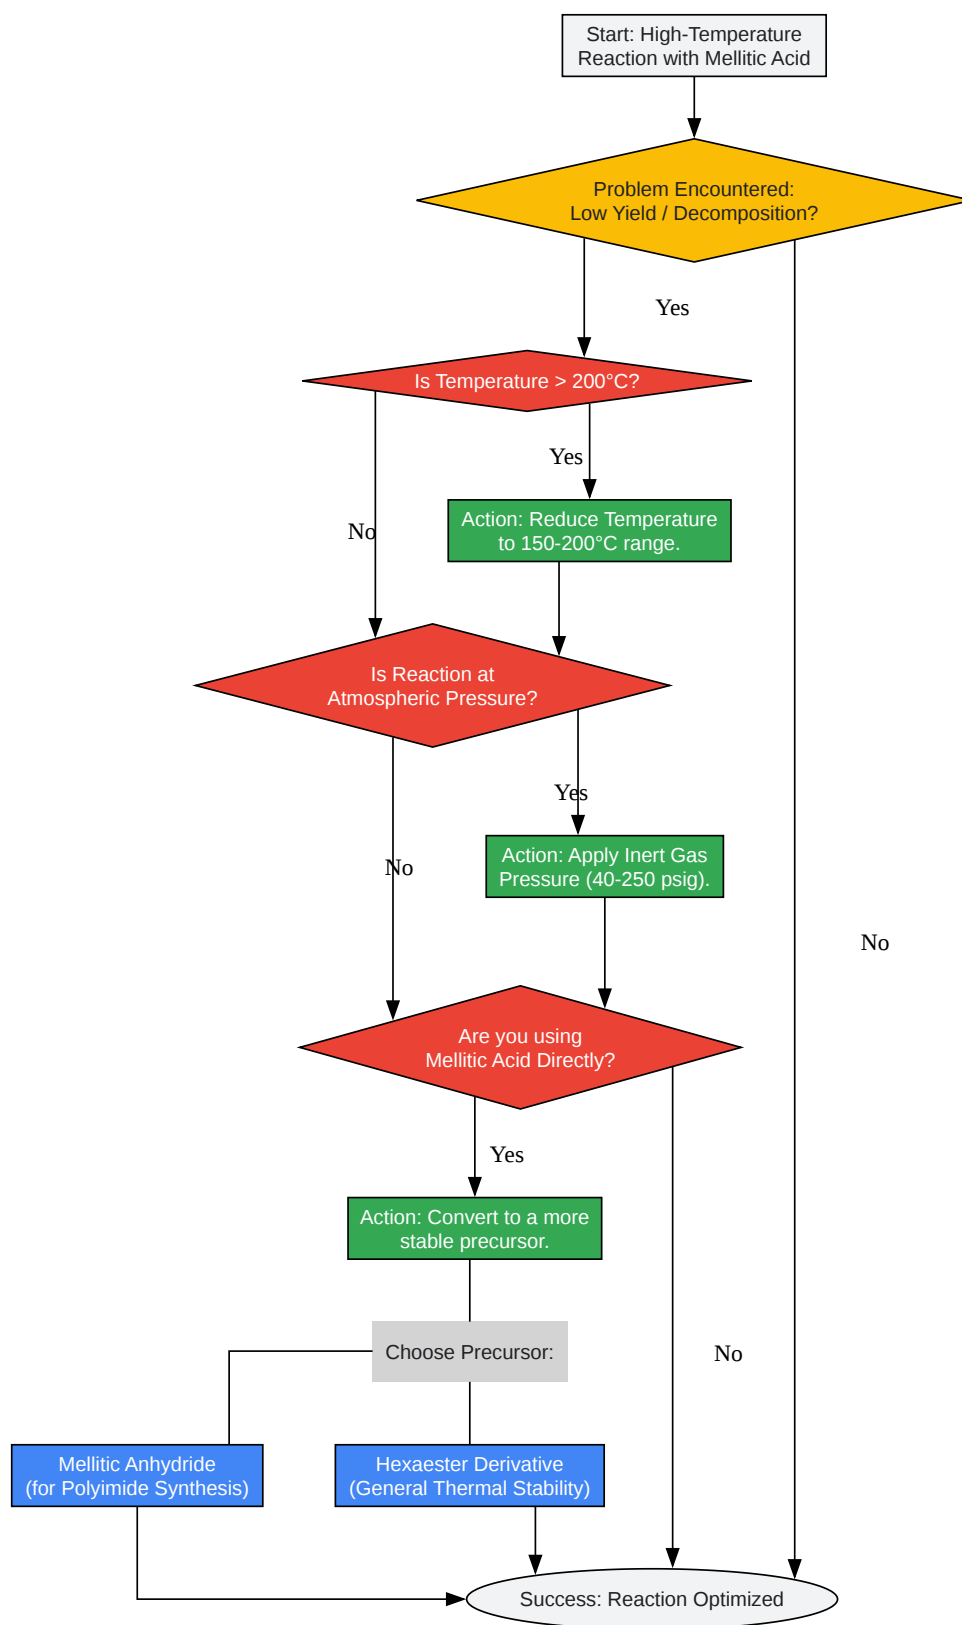 Start: High-Temperature
Reaction with Mellitic Acid
Problem Encountered:
Low Yield / Decomposition?
Yes
Is Temperature > 200°C?
Yes
No
Action: Reduce Temperature
to 150-200°C range.
Is Reaction at
Atmospheric Pressure?
Yes
No
Action: Apply Inert Gas
Pressure (40-250 psig).
No
Are you using
Mellitic Acid Directly?
Yes
Action: Convert to a more
stable precursor.
Choose Precursor:
No
Mellitic Anhydride
(for Polyimide Synthesis)
Hexaester Derivative
(General Thermal Stability)
Success: Reaction Optimized